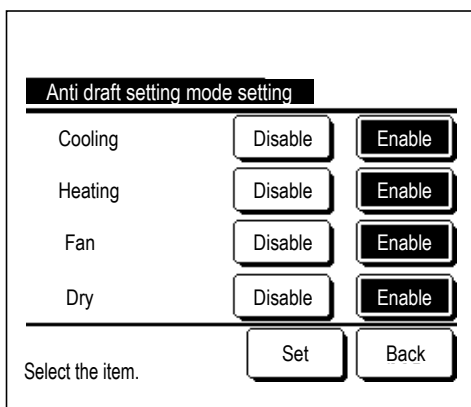 Anti draft setting mode setting
Cooling Disable Enable
Heating Disable Enable
Fan Disable Enable
Dry Disable Enable
Select the item. Set Back